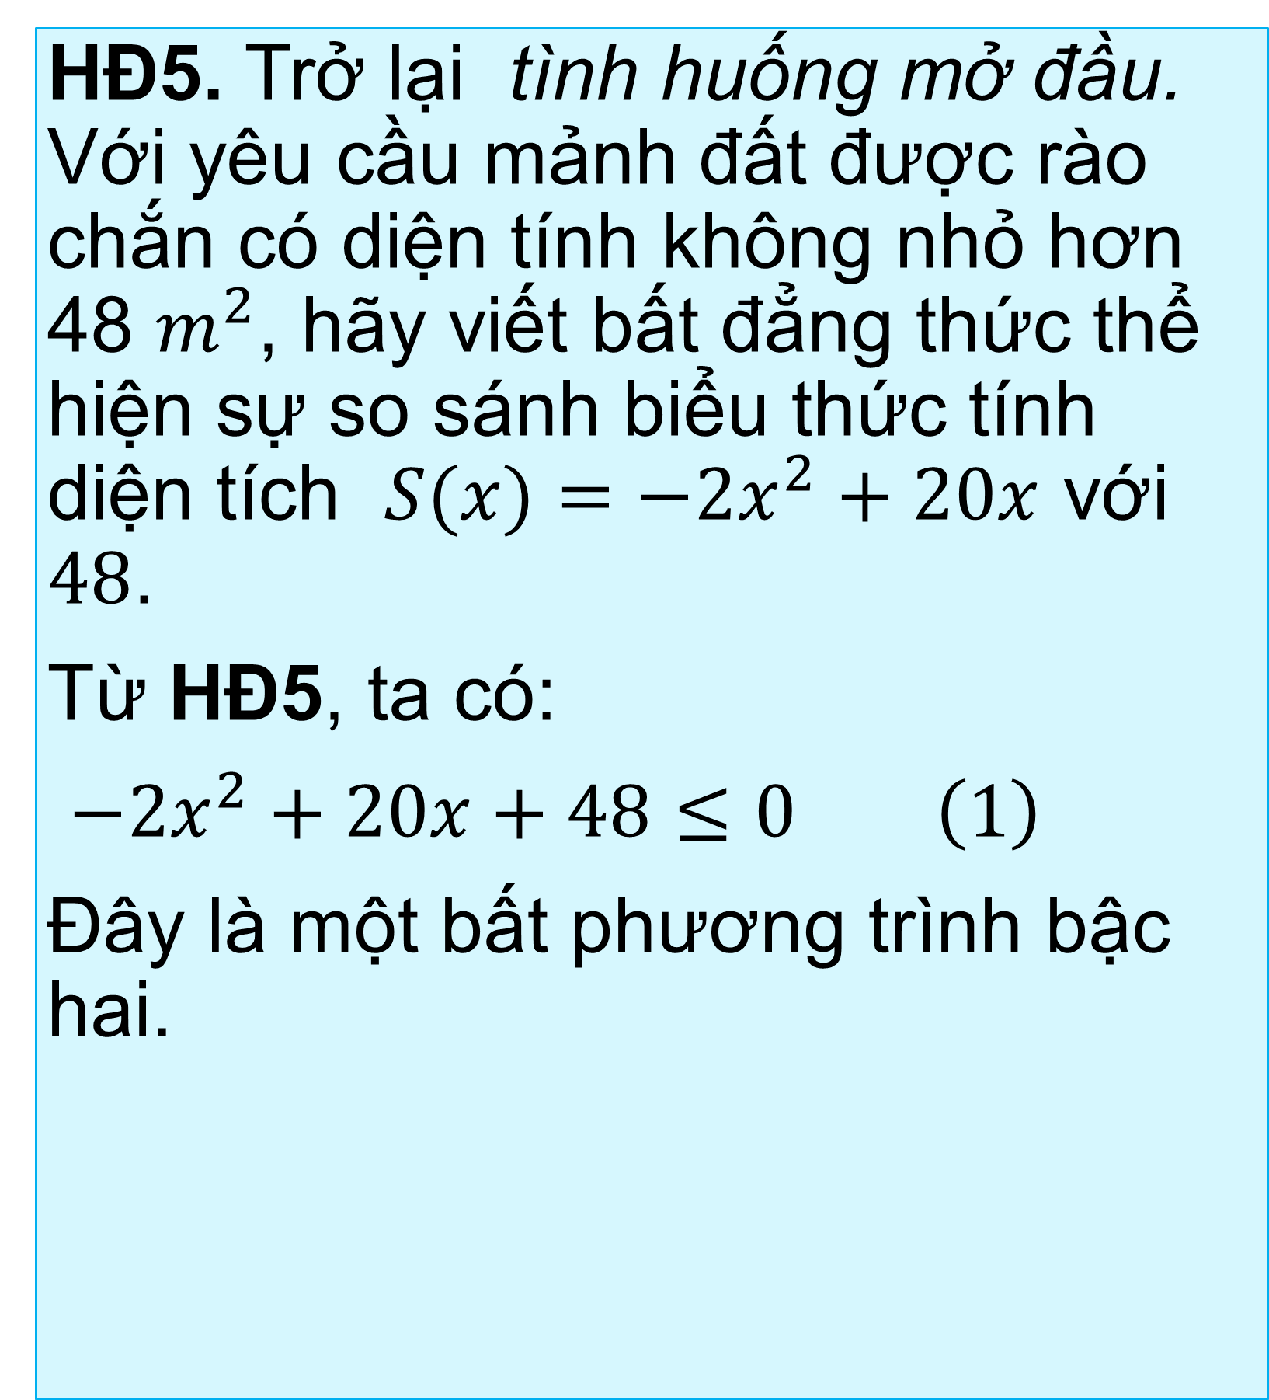 HĐ5. Trở lại tình huống mở đầu.
Với yêu cầu mảnh đất được rào
chắn có diện tính không nhỏ hơn
48 m², hãy viết bất đẳng thức thể
hiện sự so sánh biểu thức tính
diện tích S(x) = −2x² + 20x với
48.
Từ HĐ5, ta có:
−2x² + 20x + 48 ≤ 0 (1)
Đây là một bất phương trình bậc
hai.